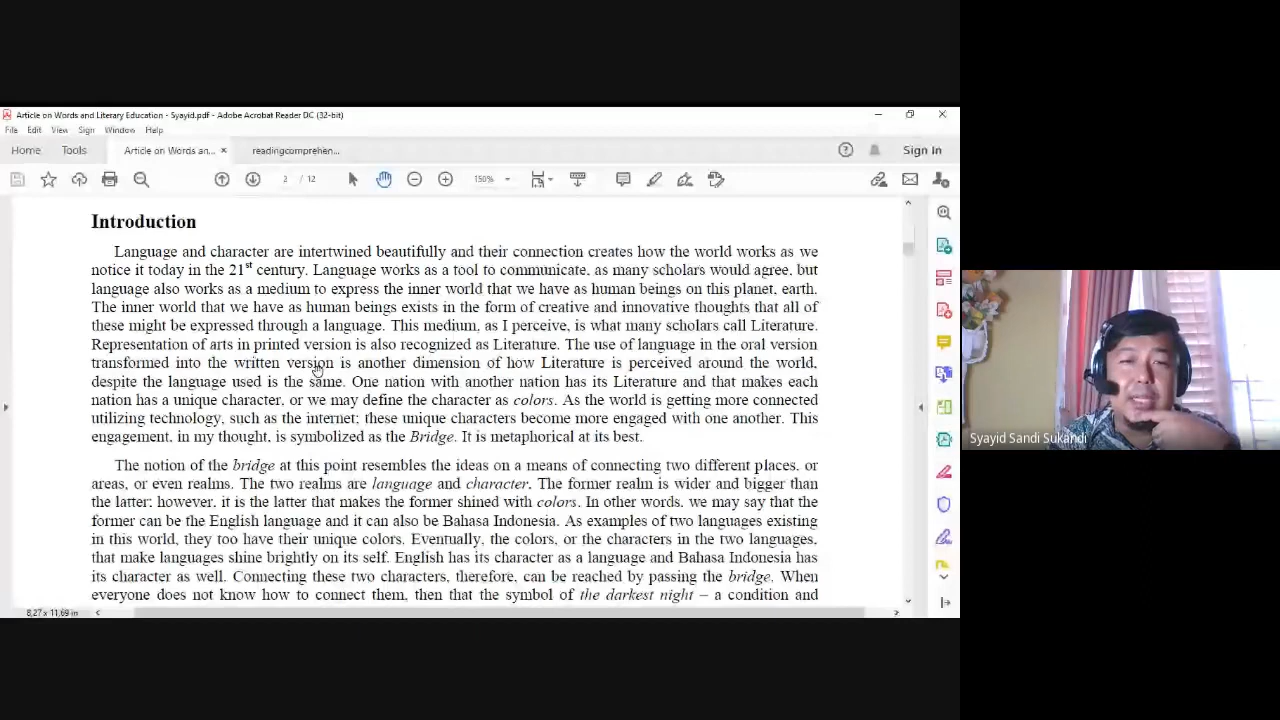 Article on Words and Literary Education - Syayid.pdf - Adobe Acrobat Reader DC (32-bit)
File Edit View Sign Window Help
Home Tools Article on Words an... × readingcomprehen... Sign In
2 / 12 150%
Introduction
Language and character are intertwined beautifully and their connection creates how the world works as we
notice it today in the 21st century. Language works as a tool to communicate, as many scholars would agree, but
language also works as a medium to express the inner world that we have as human beings on this planet, earth.
The inner world that we have as human beings exists in the form of creative and innovative thoughts that all of
these might be expressed through a language. This medium, as I perceive, is what many scholars call Literature.
Representation of arts in printed version is also recognized as Literature. The use of language in the oral version
transformed into the written version is another dimension of how Literature is perceived around the world,
despite the language used is the same. One nation with another nation has its Literature and that makes each
nation has a unique character, or we may define the character as colors. As the world is getting more connected
utilizing technology, such as the internet; these unique characters become more engaged with one another. This
engagement, in my thought, is symbolized as the Bridge. It is metaphorical at its best.
The notion of the bridge at this point resembles the ideas on a means of connecting two different places, or
areas, or even realms. The two realms are language and character. The former realm is wider and bigger than
the latter; however, it is the latter that makes the former shined with colors. In other words, we may say that the
former can be the English language and it can also be Bahasa Indonesia. As examples of two languages existing
in this world, they too have their unique colors. Eventually, the colors, or the characters in the two languages,
that make languages shine brightly on its self. English has its character as a language and Bahasa Indonesia has
its character as well. Connecting these two characters, therefore, can be reached by passing the bridge. When
everyone does not know how to connect them, then that the symbol of the darkest night – a condition and
8,27 x 11,69 in
Syayid Sandi Sukandi